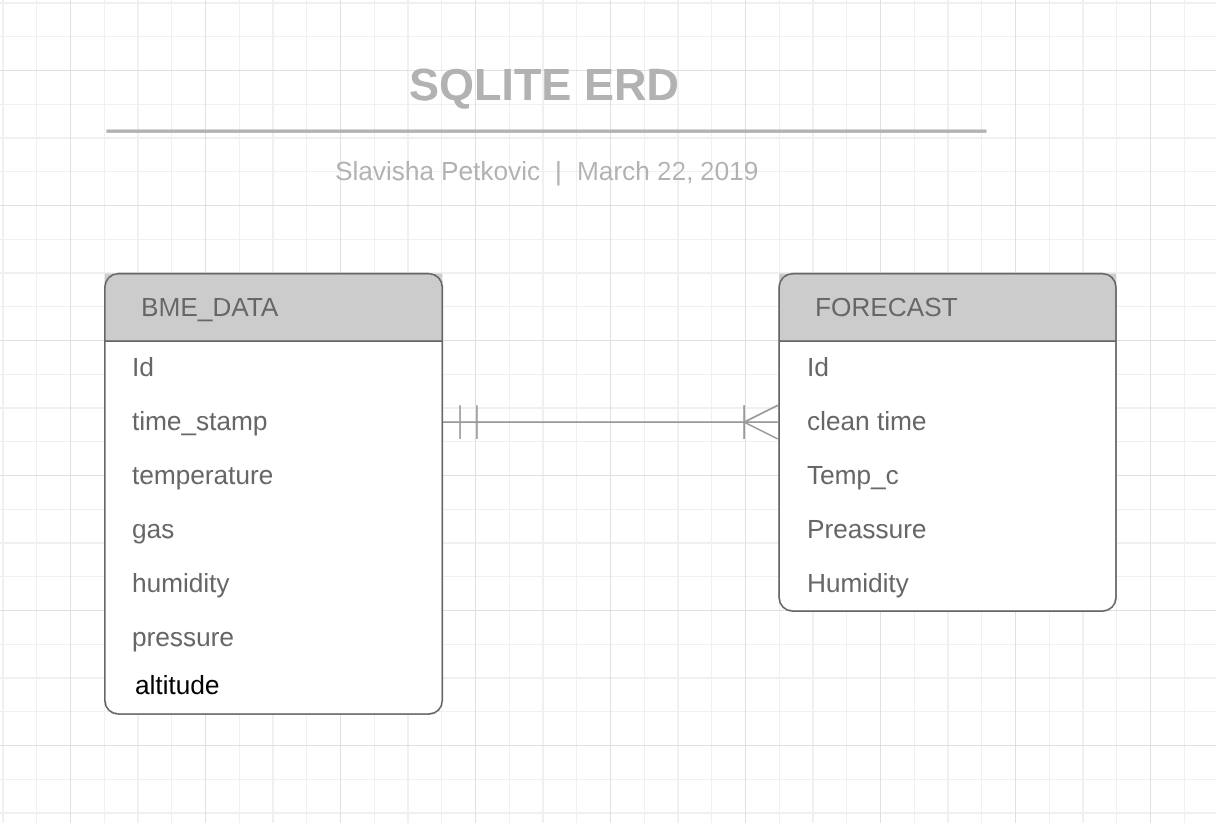 SQLITE ERD
Slavisha Petkovic | March 22, 2019
BME_DATA
Id
time_stamp
temperature
gas
humidity
pressure
altitude
FORECAST
Id
clean time
Temp_c
Preassure
Humidity